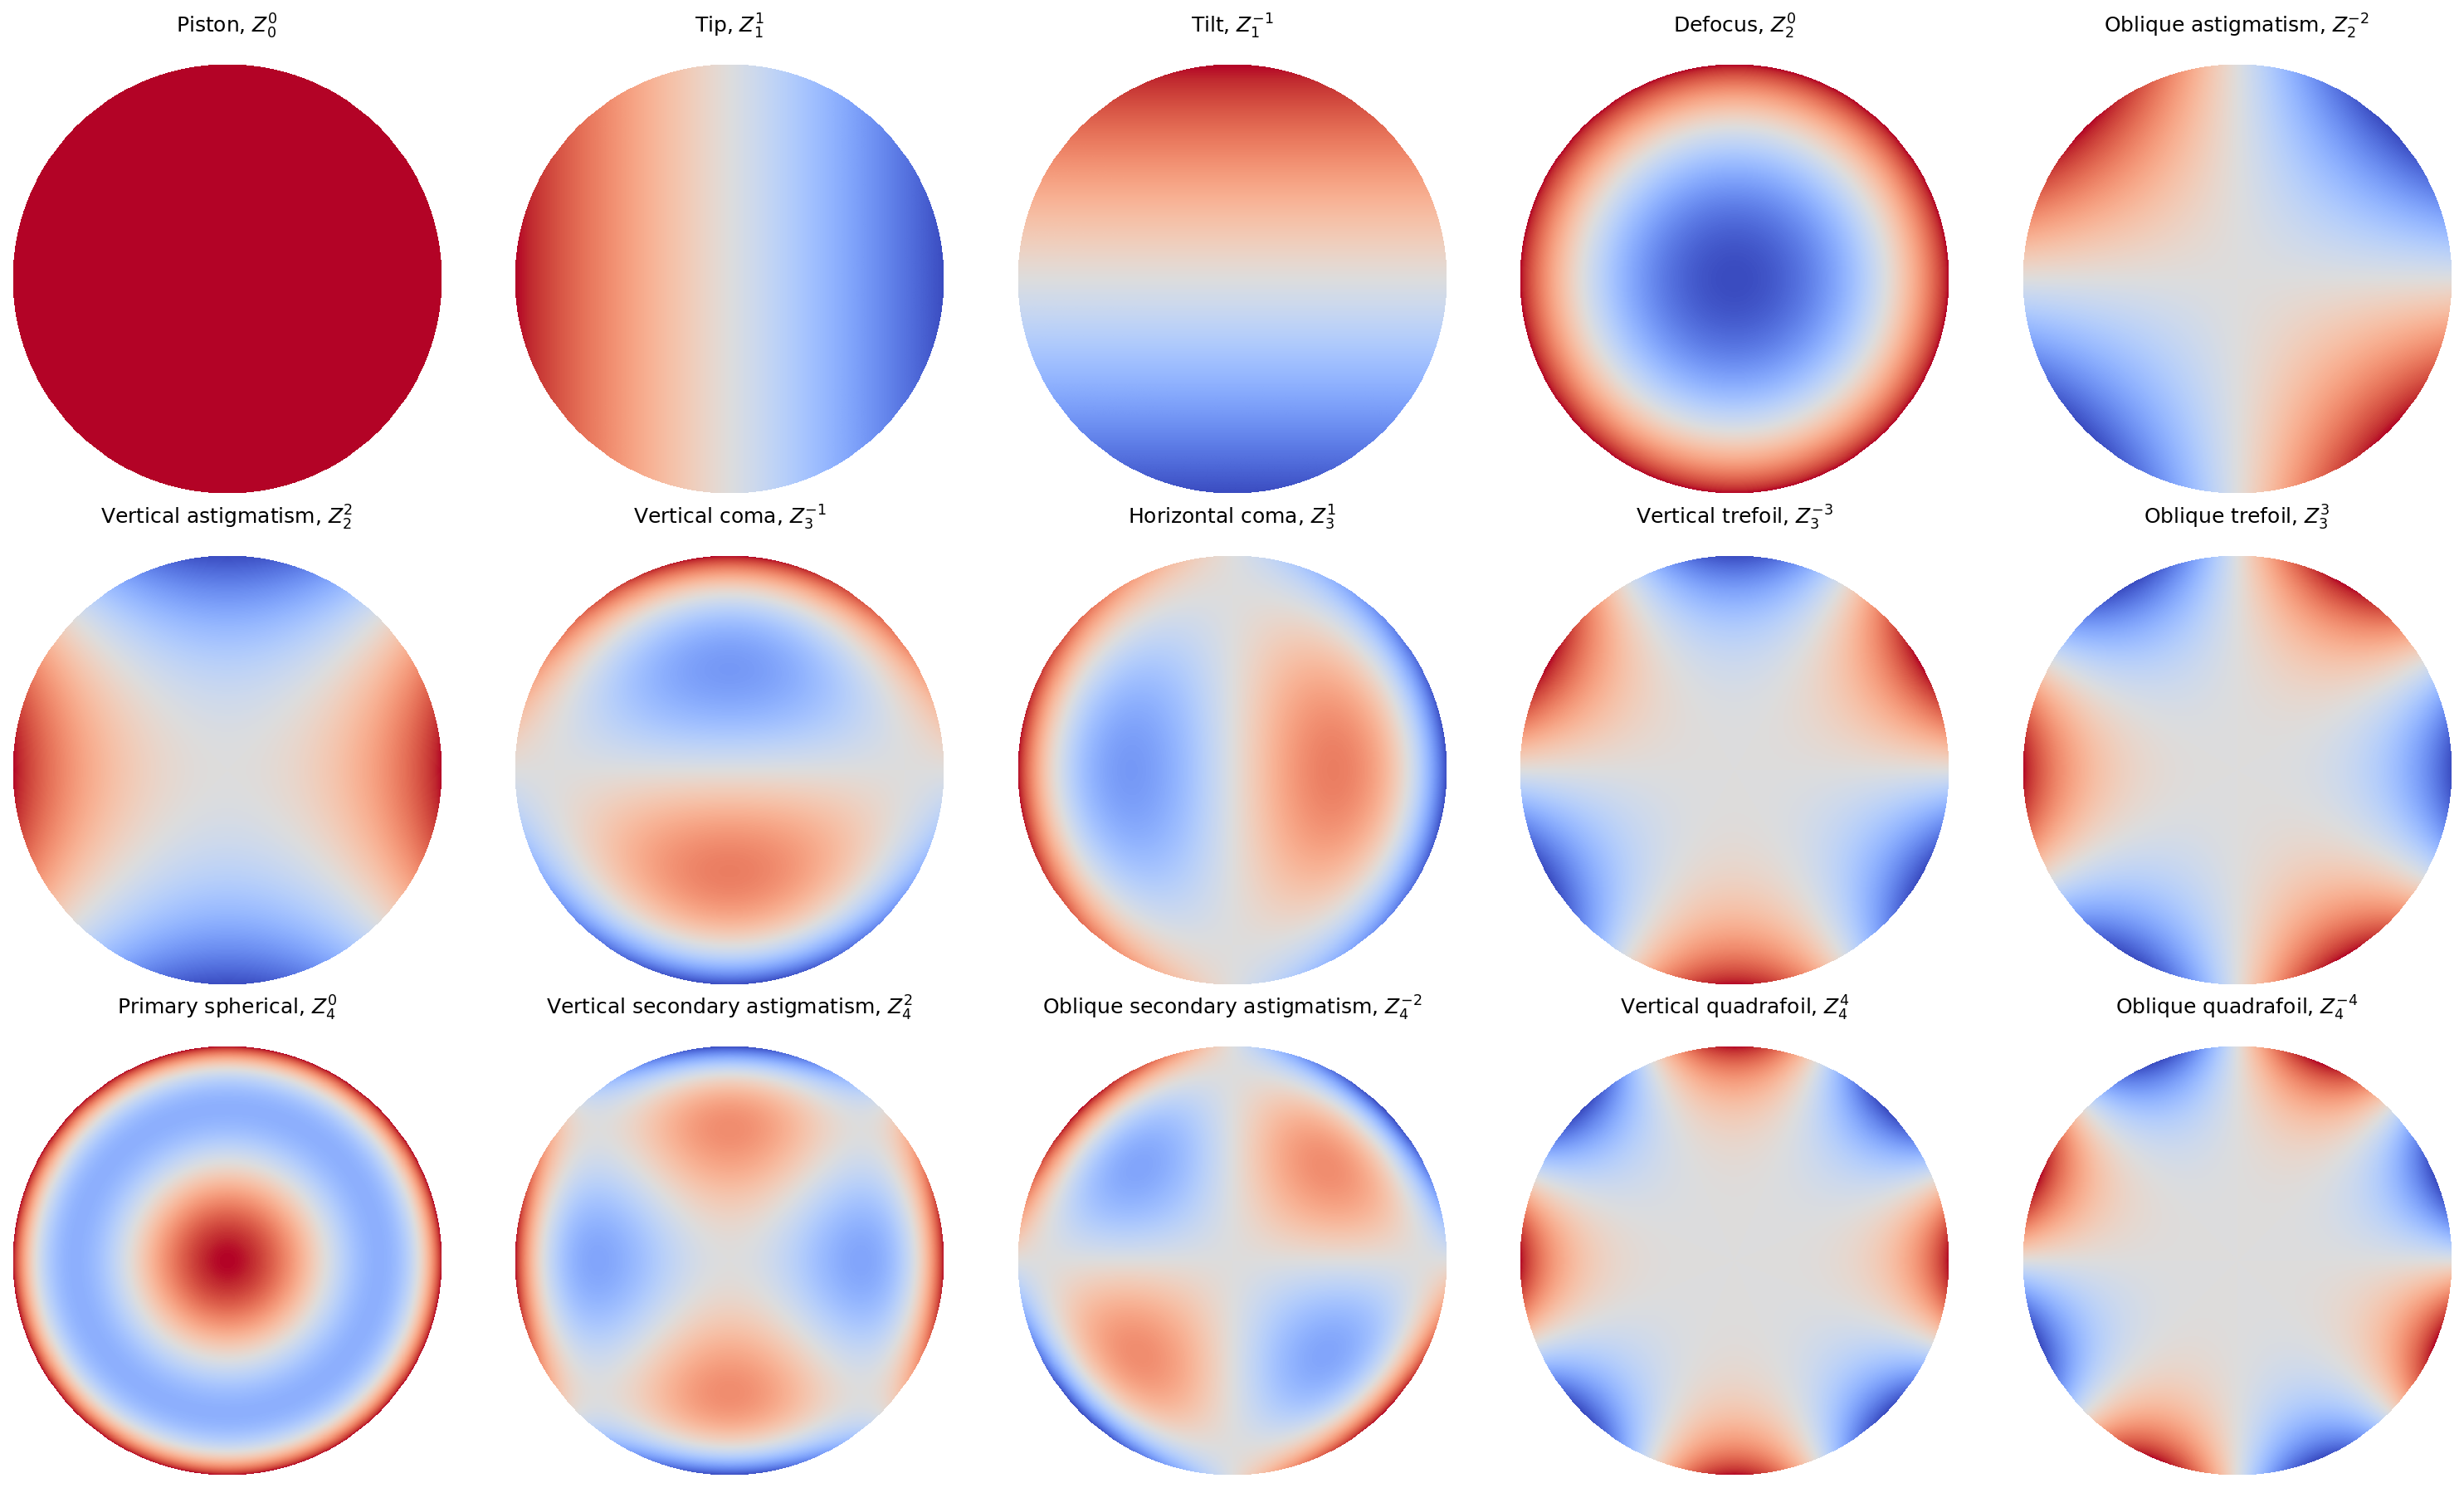 Piston, $Z_0^0$
Tip, $Z_1^1$
Tilt, $Z_1^{-1}$
Defocus, $Z_2^0$
Oblique astigmatism, $Z_2^{-2}$
Vertical astigmatism, $Z_2^2$
Vertical coma, $Z_3^{-1}$
Horizontal coma, $Z_3^1$
Vertical trefoil, $Z_3^{-3}$
Oblique trefoil, $Z_3^3$
Primary spherical, $Z_4^0$
Vertical secondary astigmatism, $Z_4^2$
Oblique secondary astigmatism, $Z_4^{-2}$
Vertical quadrafoil, $Z_4^4$
Oblique quadrafoil, $Z_4^{-4}$